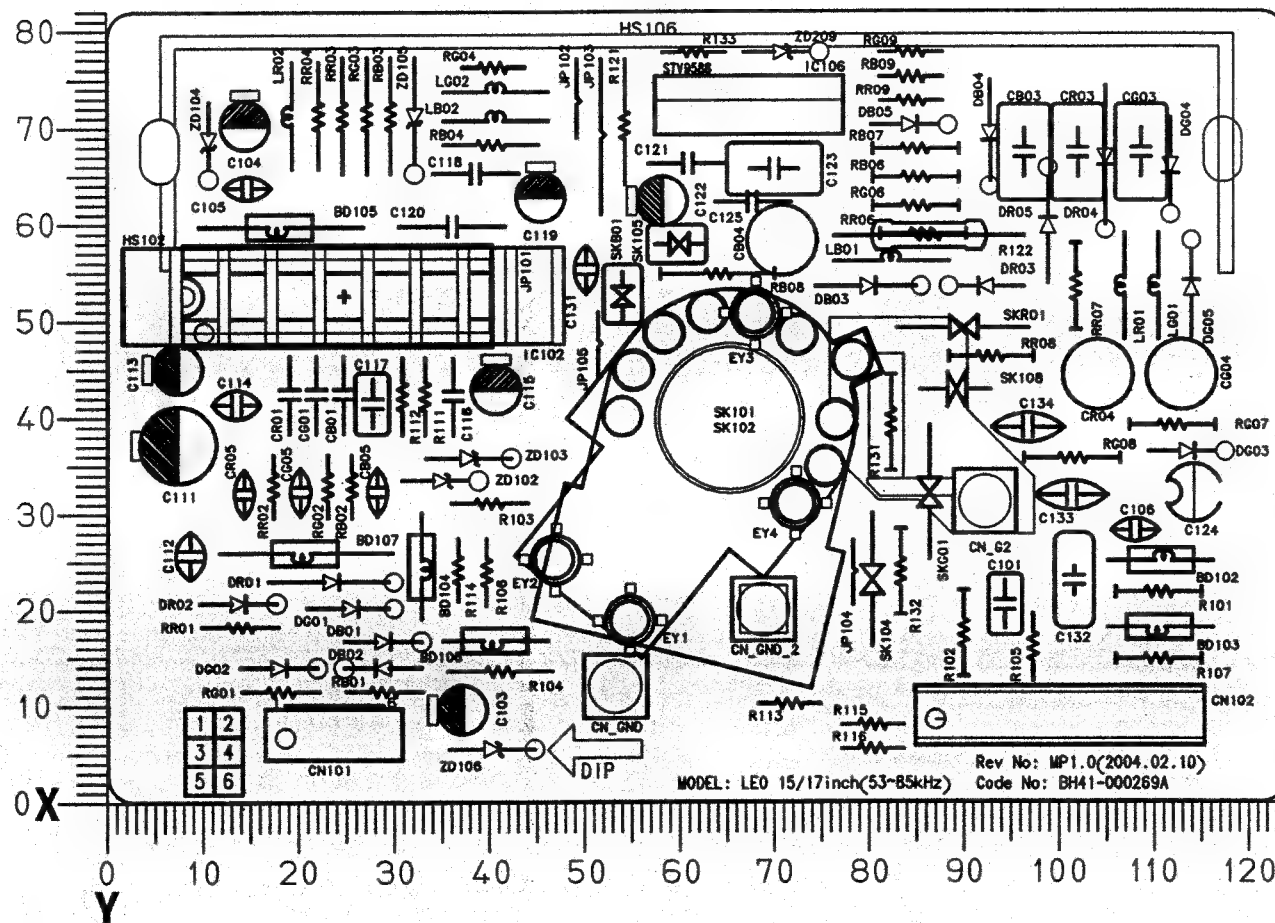 80
HS106
LR02
RR04
RR03
RG03
RB03
ZD105
RG04
LG02
LB02
RB04
JP102
JP103
R121
R133
ZD209
STV9588
IC106
RG09
RB09
RR09
DB05
RB07
DB04
CB03
CR03
CG03
DG04
70
ZD104
C104
C118
C121
C122
C123
RB06
RG06
RR06
C105
60
BD105
C120
C119
SKB01
SK105
C125
CB04
LB01
R122
DR05
DR04
DR03
HS102
JP101
C131
RB08
DB03
50
IC102
EY3
SKR01
RR08
RR07
LR01
LG01
DG05
C113
C114
C117
C115
JP105
SK108
CG04
40
CR01
CG01
CB01
R112
R111
C116
SK101
SK102
C134
CR04
RG07
R131
RG08
DG03
C111
CR05
CG05
CB05
ZD103
ZD102
30
RR02
RG02
RB02
R103
EY4
C133
C106
C124
C112
BD107
CN_G2
SKG01
DR01
EY2
C101
BD102
20
DR02
DG01
BD104
R114
R106
R101
RR01
DB01
EY1
JP104
SK104
R132
C132
BD103
DG02
DB02
BD106
CN_GND_2
R102
R105
R107
RG01
RB01
R104
10
C103
CN_GND
R113
R115
R116
CN102
1 2
3 4
5 6
CN101
ZD106
DIP
Rev No: MP1.0(2004.02.10)
MODEL: LEO 15/17inch(53~85kHz) Code No: BH41-000269A
0 X
0 10 20 30 40 50 60 70 80 90 100 110 120
Y